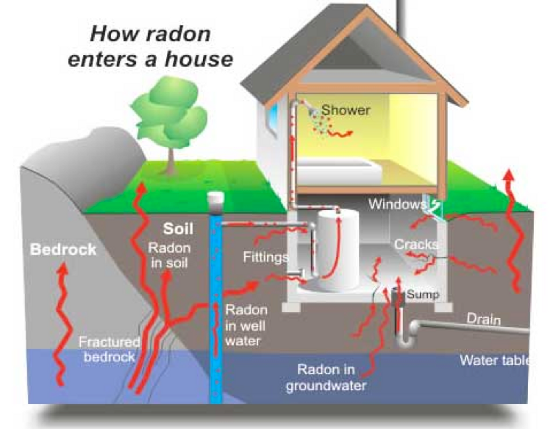 How radon
enters a house
Shower
Windows
Soil
Bedrock
Radon
in soil
Fittings
Cracks
Sump
Radon
in well
water
Drain
Fractured
bedrock
Water table
Radon in
groundwater